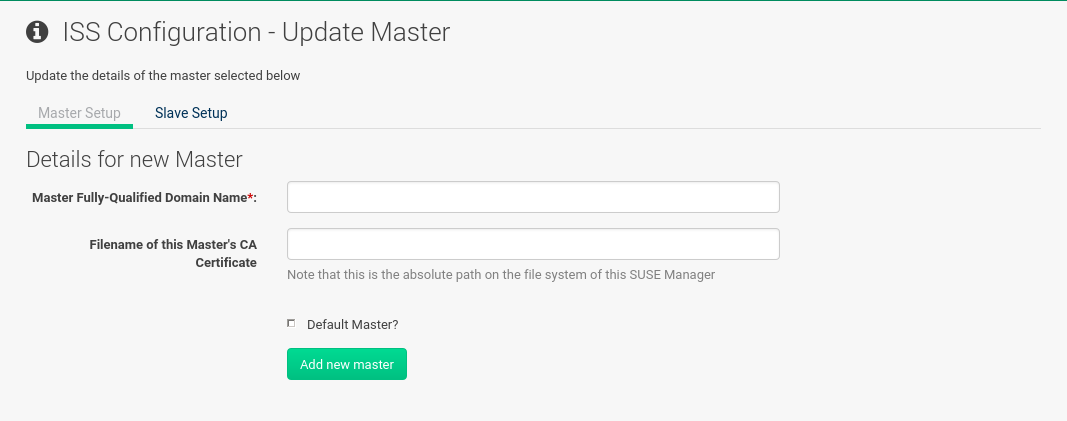 ISS Configuration - Update Master
Update the details of the master selected below
Master Setup Slave Setup
Details for new Master
Master Fully-Qualified Domain Name*:
Filename of this Master's CA
Certificate
Note that this is the absolute path on the file system of this SUSE Manager
Default Master?
Add new master